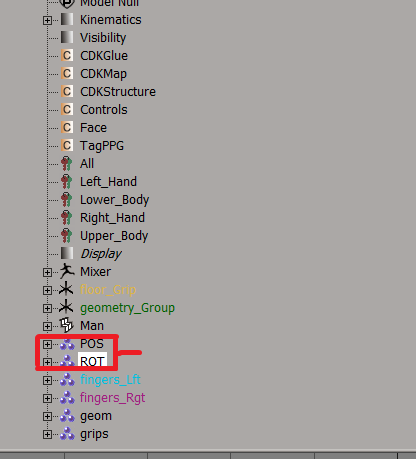 Model Null
Kinematics
Visibility
CDKGlue
CDKMap
CDKStructure
Controls
Face
TagPPG
All
Left_Hand
Lower_Body
Right_Hand
Upper_Body
Display
Mixer
floor_Grip
geometry_Group
Man
POS
ROT
fingers_Lft
fingers_Rgt
geom
grips